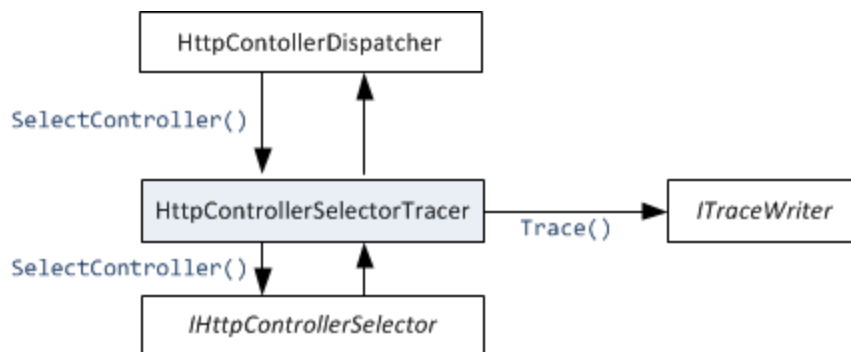 HttpContollerDispatcher
SelectController()
HttpControllerSelectorTracer
ITraceWriter
Trace()
SelectController()
IHttpControllerSelector